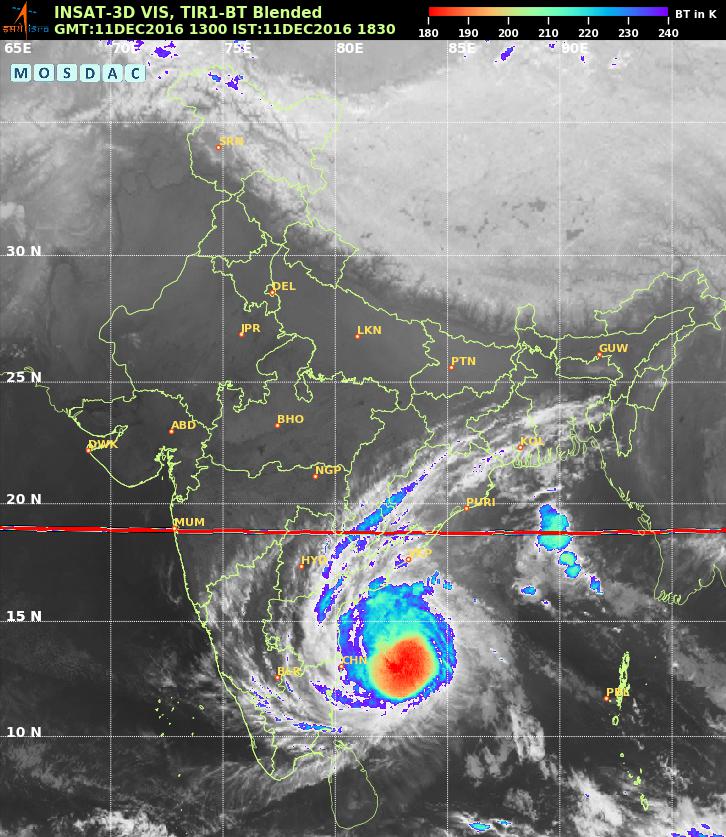 INSAT-3D VIS, TIR1-BT Blended
GMT:11DEC2016 1300 IST:11DEC2016 1830
BT in K
180 190 200 210 220 230 240
65E 70E 75E 80E 85E 90E
MOSDAC
SRN
30 N
DEL
JPR LKN
GUW
PTN
25 N
ABD BHO
KOL
DWK
NGP
20 N
PURI
MUM
HYD
15 N
CHN
BLR
10 N